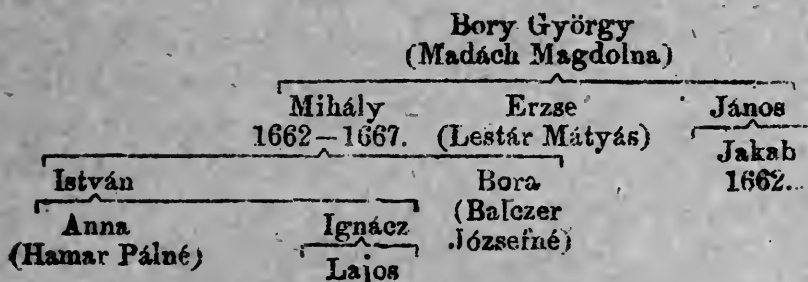 Bory György
(Madách Magdolna)
Mihály Erzse János
1662–1667. (Lestár Mátyás) Jakab
1662..
István Bora
Anna Ignácz (Balczer
(Hamar Pálné) Józsefné)
Lajos